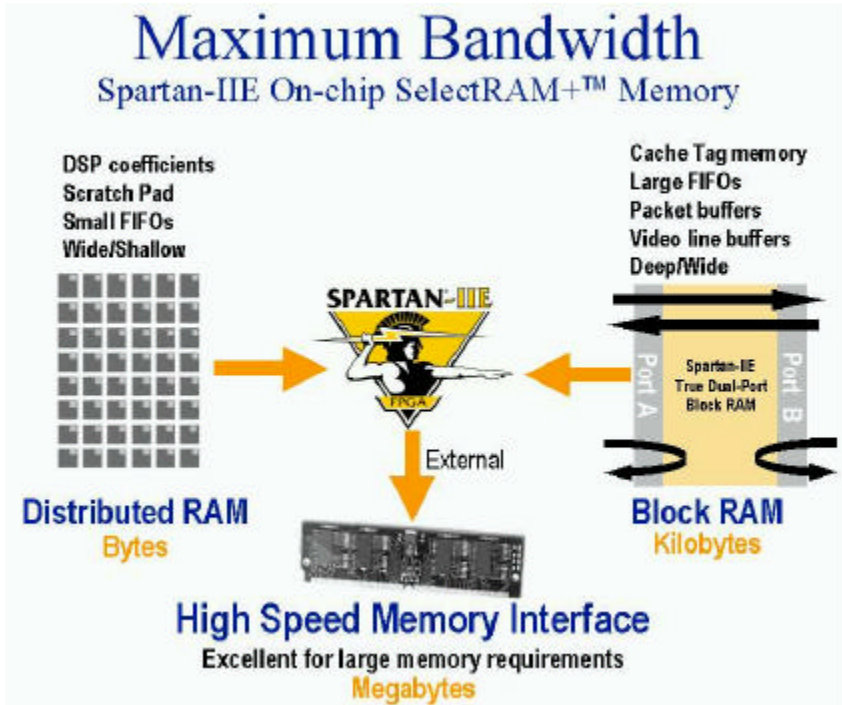 Maximum Bandwidth
Spartan-IIE On-chip SelectRAM+™ Memory
DSP coefficients
Scratch Pad
Small FIFOs
Wide/Shallow
Cache Tag memory
Large FIFOs
Packet buffers
Video line buffers
Deep/Wide
SPARTAN-IIE
FPGA
Port A
Spartan-IIE
True Dual-Port
Block RAM
Port B
External
Distributed RAM
Bytes
Block RAM
Kilobytes
High Speed Memory Interface
Excellent for large memory requirements
Megabytes